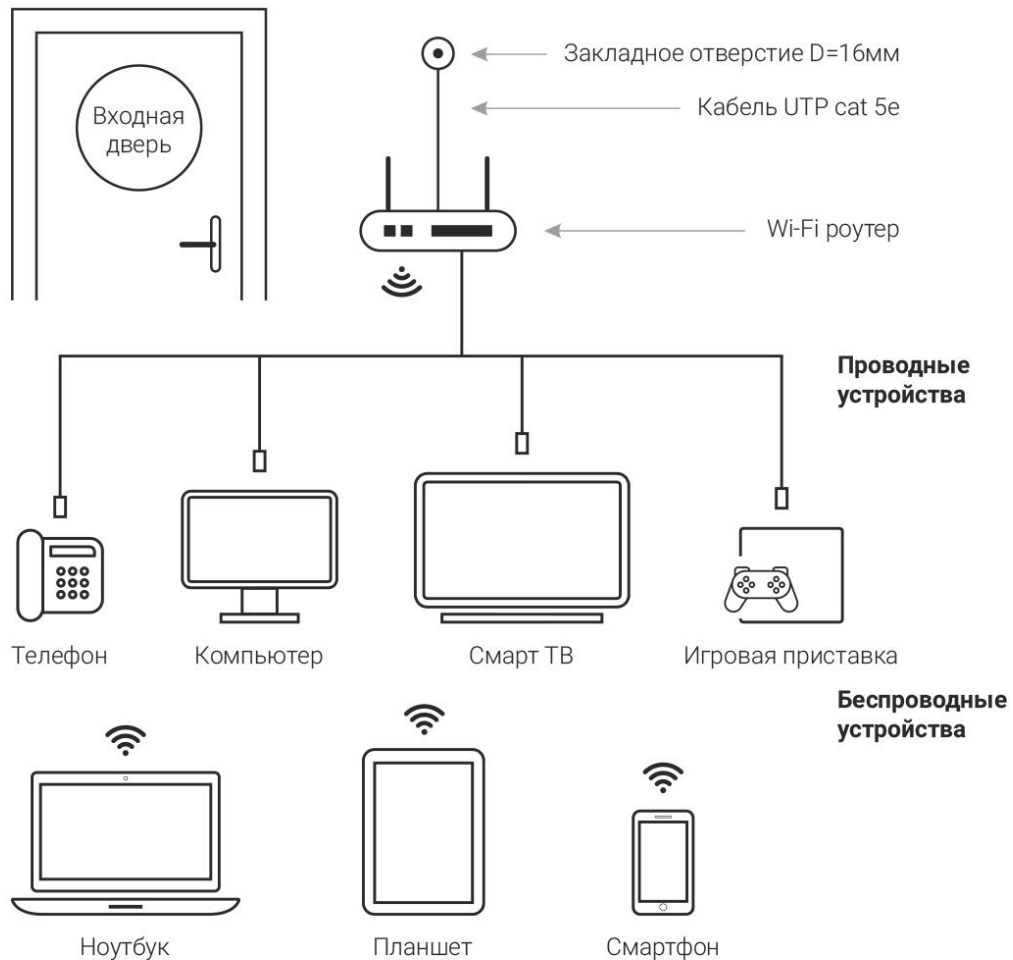 Входная
дверь
Закладное отверстие D=16мм
Кабель UTP cat 5e
Wi-Fi роутер
Проводные
устройства
Телефон
Компьютер
Смарт ТВ
Игровая приставка
Беспроводные
устройства
Ноутбук
Планшет
Смартфон